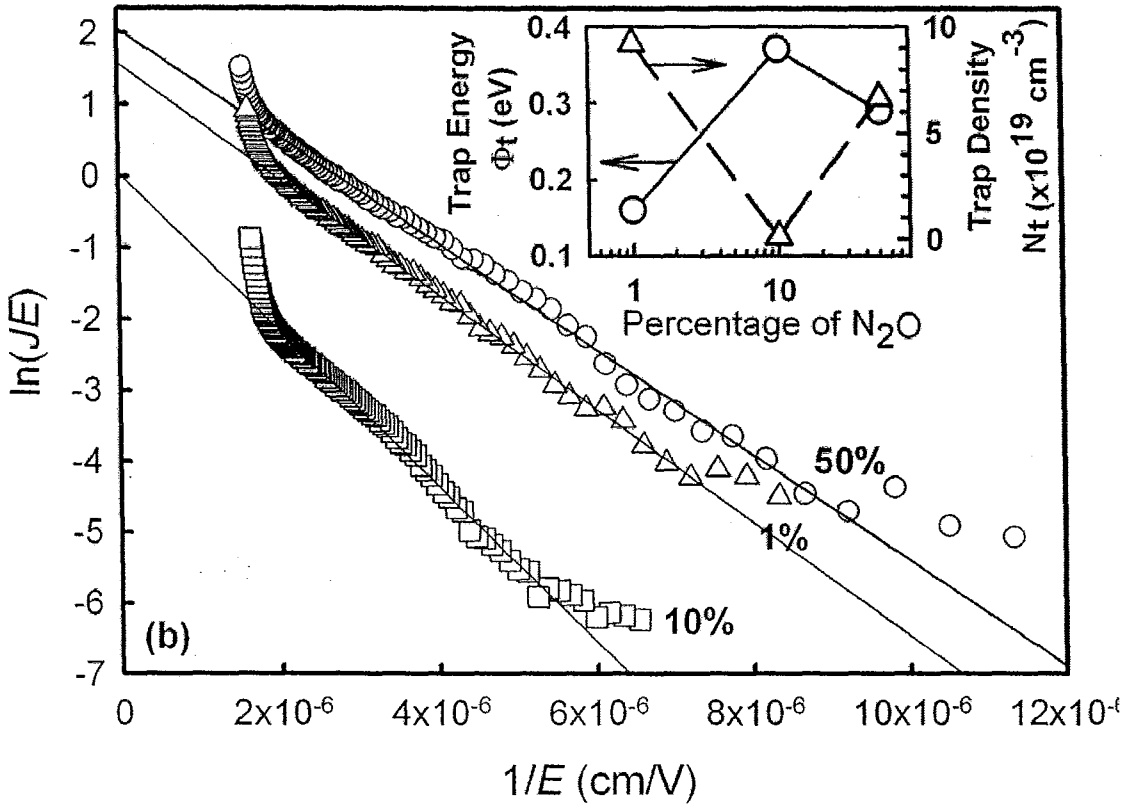 2
1
0
-1
-2
-3
-4
-5
-6
-7
ln(JE)
0
2x10⁻⁶
4x10⁻⁶
6x10⁻⁶
8x10⁻⁶
10x10⁻⁶
12x10⁻⁶
1/E (cm/V)
(b)
50%
1%
10%
0.4
0.3
0.2
0.1
Trap Energy
Φt (eV)
10
5
0
Trap Density
Nt (x10¹⁹ cm⁻³)
1
10
Percentage of N₂O